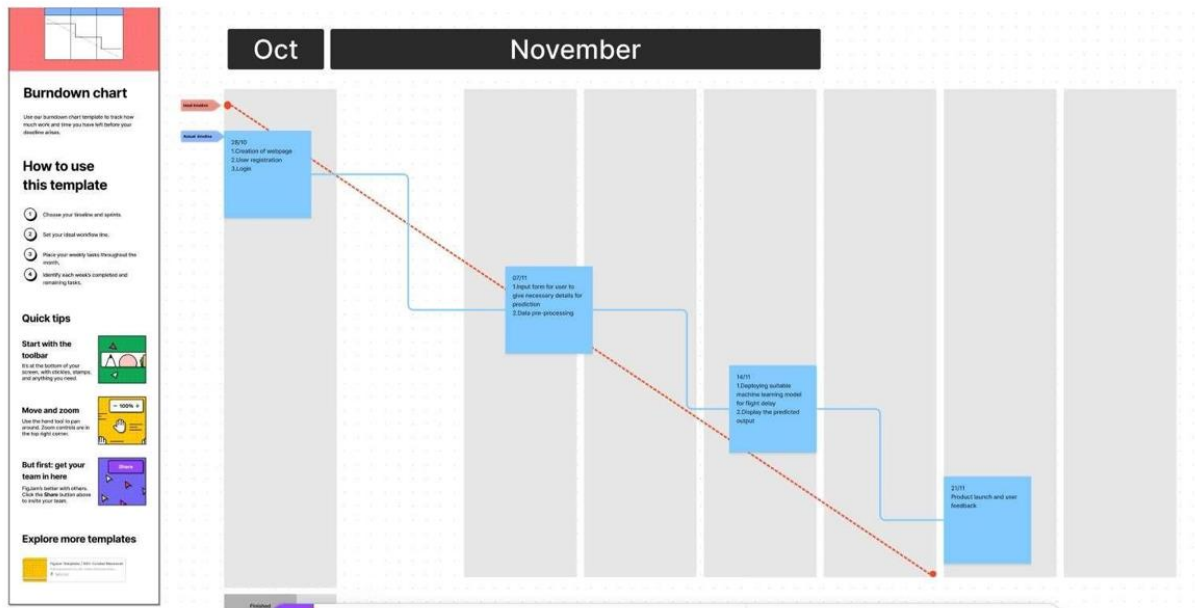 Burndown chart
Use our burndown chart template to track how
much work and time you have left before your
deadline arises.
How to use
this template
1 Choose your timeline and sprints.
2 Set your ideal workflow line.
3 Place your weekly tasks throughout the
month.
4 Identify each week's completed and
remaining tasks.
Quick tips
Start with the
toolbar
It's at the bottom of your
screen, with stickies, stamps,
and anything you need.
Move and zoom
Use the hand tool to pan
around. Zoom controls are in
the top right corner.
- 100% +
But first: get your
team in here
FigJam's better with others.
Click the Share button above
to invite your team.
Share
Explore more templates
Oct
November
Ideal timeline
Actual timeline
28/10
1.Creation of webpage
2.User registration
3.Login
07/11
1.Input form for user to
give necessary details for
prediction
2.Data pre-processing
14/11
1.Deploying suitable
machine learning model
for flight delay
2.Display the predicted
output
21/11
Product launch and user
feedback
Finished